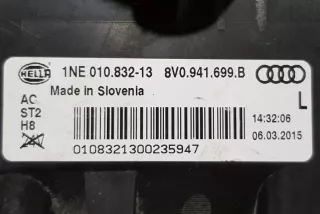 HELLA 1NE 010.832-13 8V0.941.699.B
Made in Slovenia
AC
ST2
H8
L
14:32:06
06.03.2015
0108321300235947